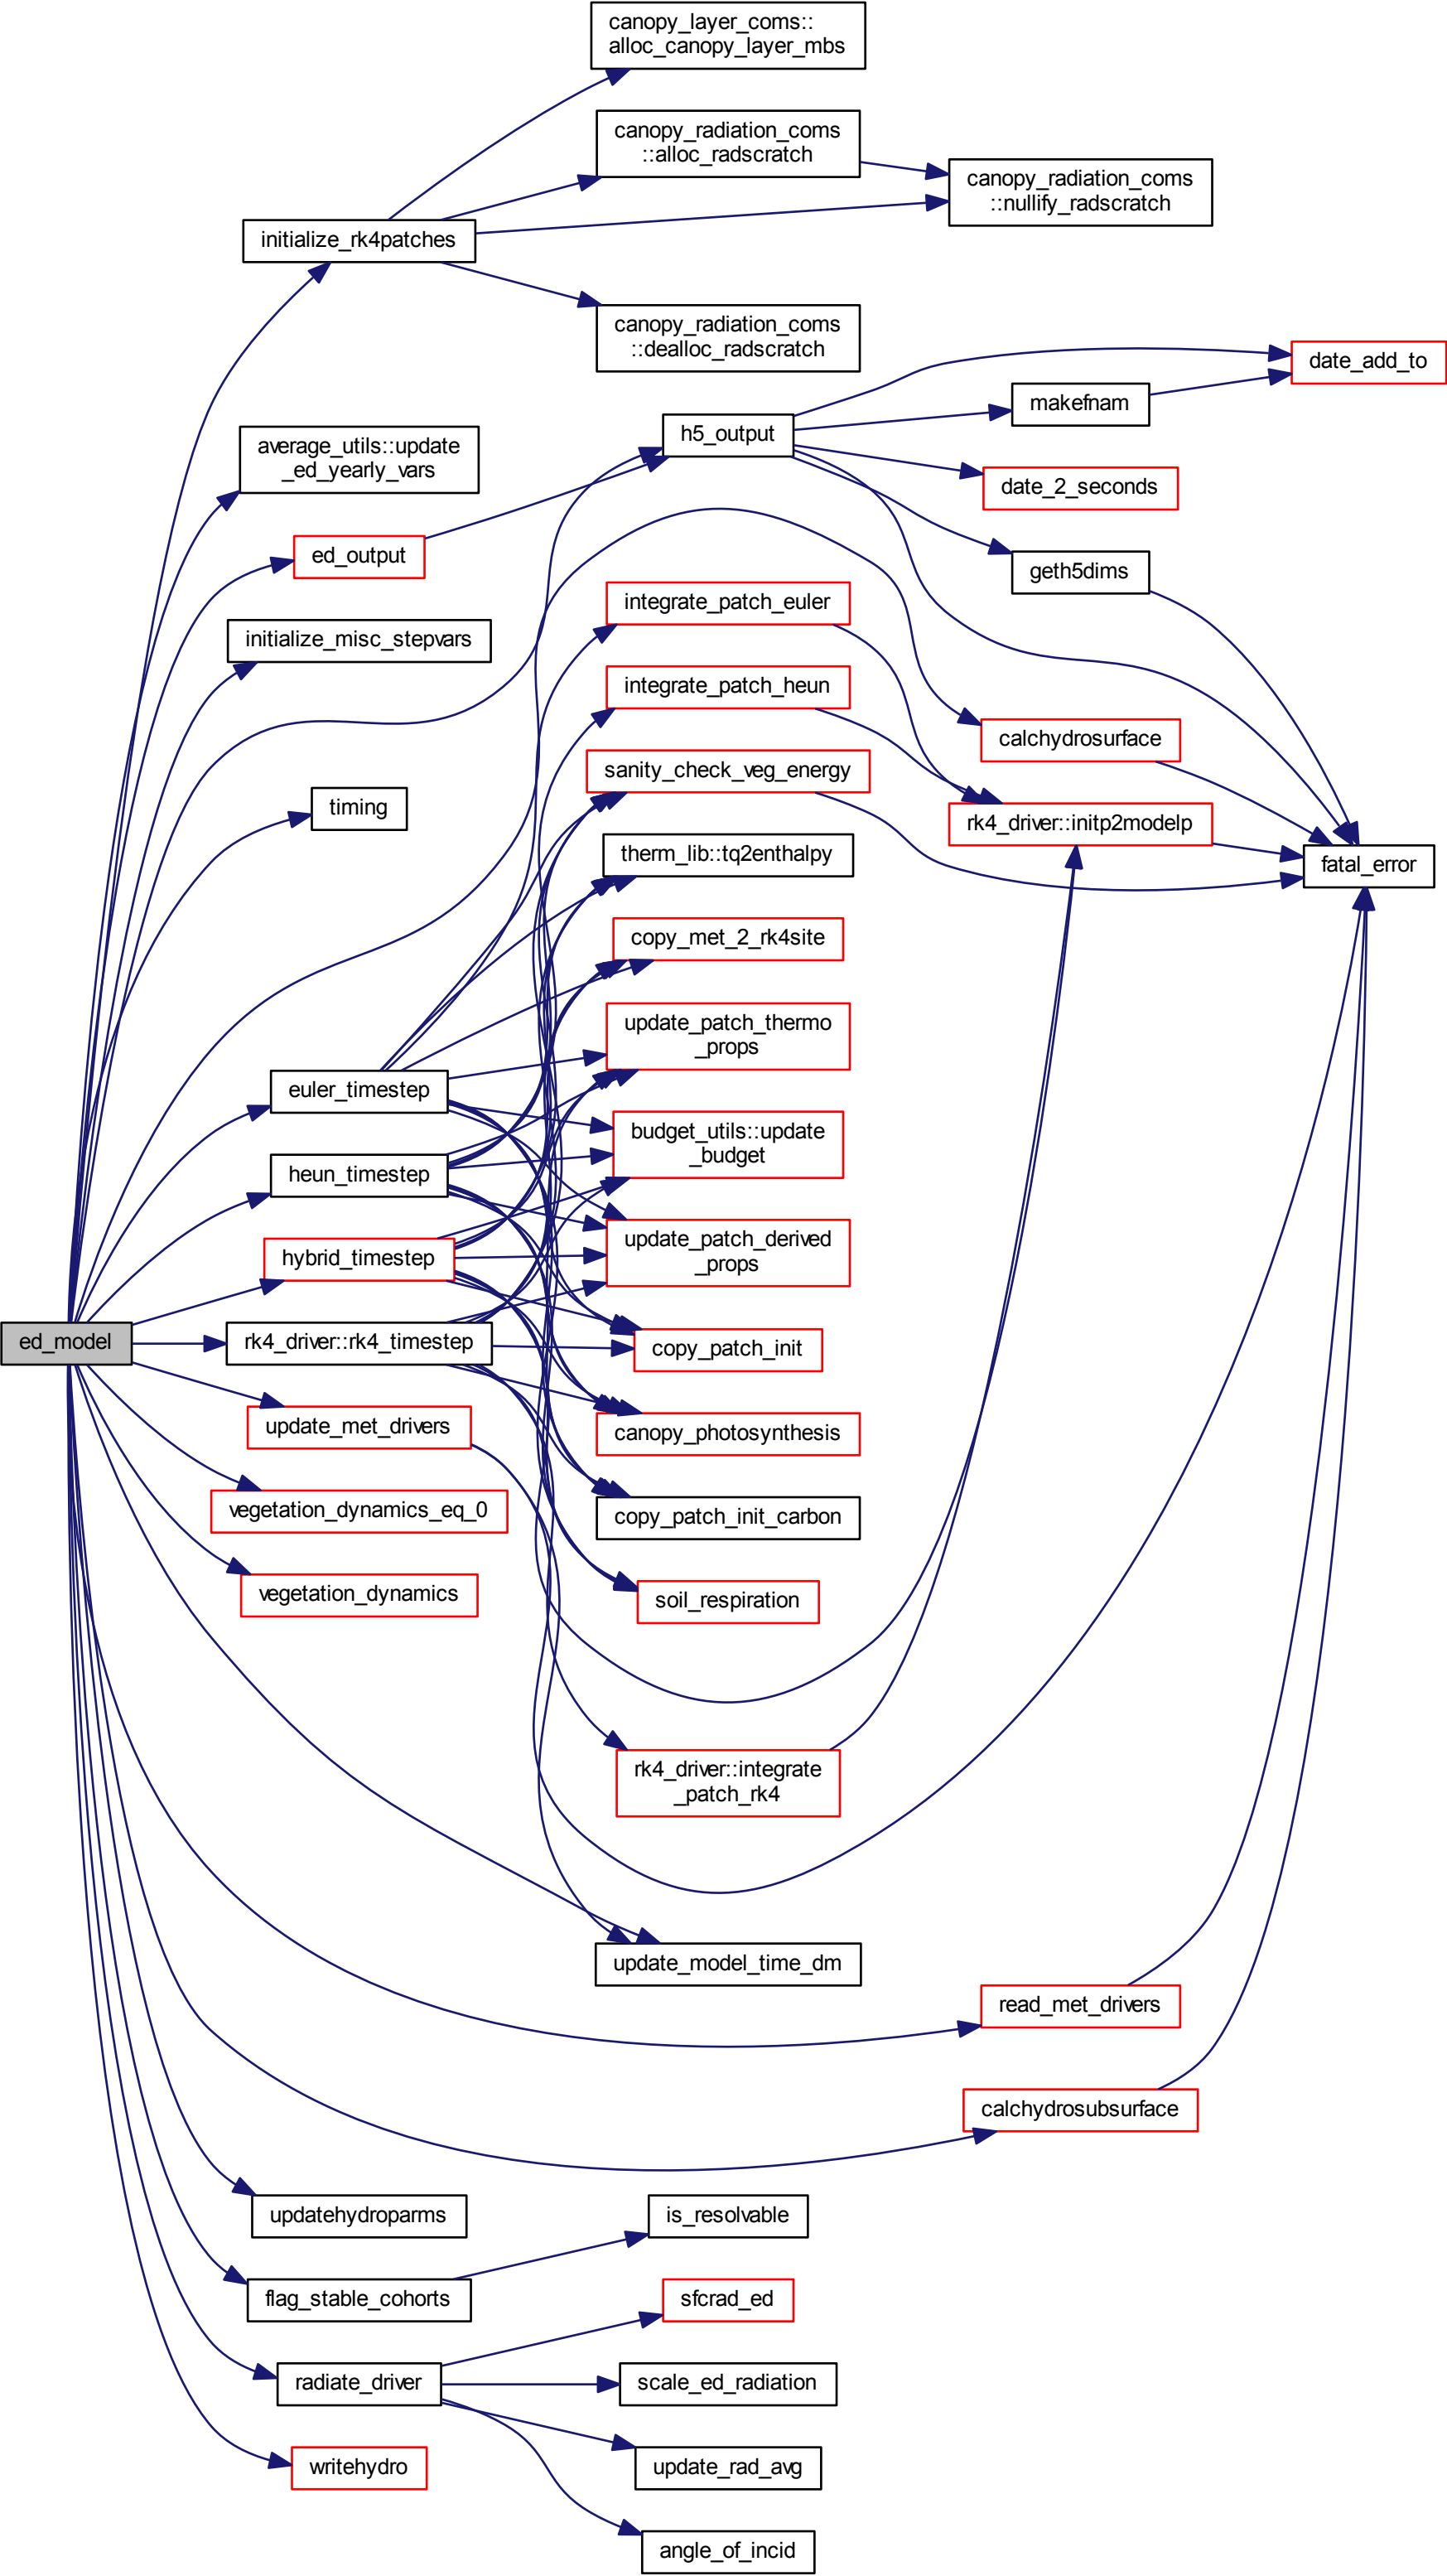 canopy_layer_coms::
alloc_canopy_layer_mbs
canopy_radiation_coms
::alloc_radscratch
canopy_radiation_coms
::nullify_radscratch
initialize_rk4patches
canopy_radiation_coms
::dealloc_radscratch
date_add_to
makefnam
h5_output
average_utils::update
_ed_yearly_vars
date_2_seconds
ed_output
geth5dims
integrate_patch_euler
initialize_misc_stepvars
integrate_patch_heun
calchydrosurface
sanity_check_veg_energy
timing
rk4_driver::initp2modelp
therm_lib::tq2enthalpy
fatal_error
copy_met_2_rk4site
update_patch_thermo
_props
euler_timestep
budget_utils::update
_budget
heun_timestep
update_patch_derived
_props
hybrid_timestep
ed_model
rk4_driver::rk4_timestep
copy_patch_init
update_met_drivers
canopy_photosynthesis
vegetation_dynamics_eq_0
copy_patch_init_carbon
vegetation_dynamics
soil_respiration
rk4_driver::integrate
_patch_rk4
update_model_time_dm
read_met_drivers
calchydrosubsurface
updatehydroparms
is_resolvable
flag_stable_cohorts
sfcrad_ed
radiate_driver
scale_ed_radiation
writehydro
update_rad_avg
angle_of_incid